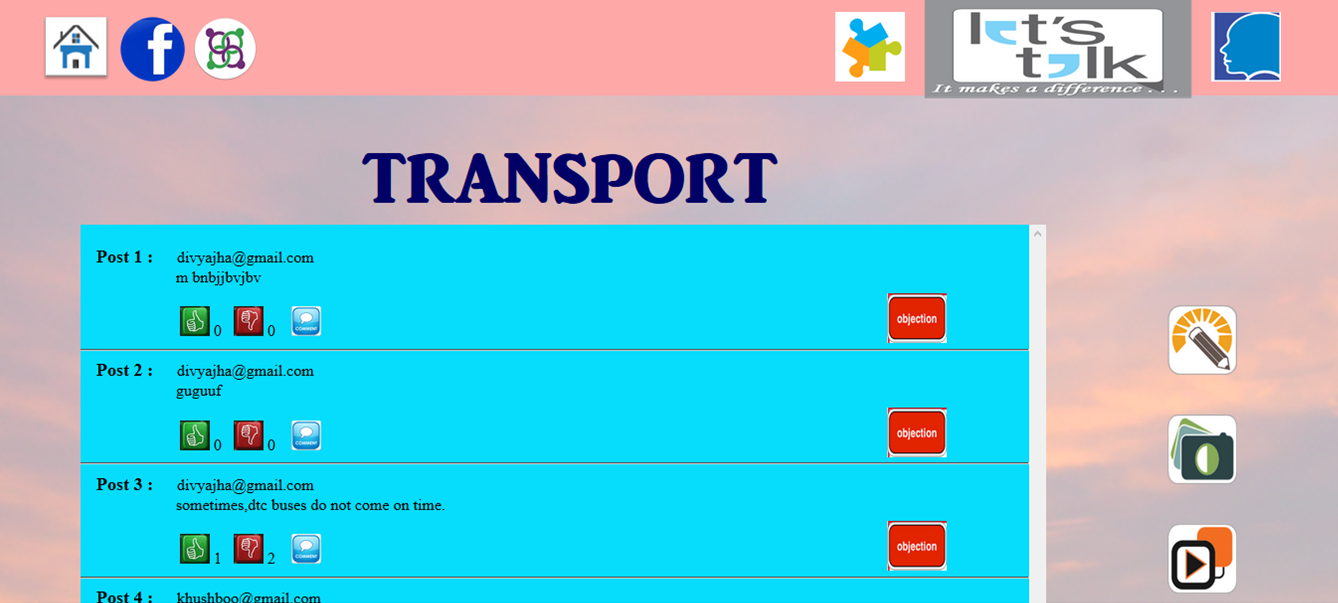 let's
talk
It makes a difference . . .
TRANSPORT
Post 1 : divyajha@gmail.com
m bnbjjbvjbv
0 0 COMMENT objection
Post 2 : divyajha@gmail.com
guguuf
0 0 COMMENT objection
Post 3 : divyajha@gmail.com
sometimes,dtc buses do not come on time.
1 2 COMMENT objection
Post 4 : khushboo@gmail.com